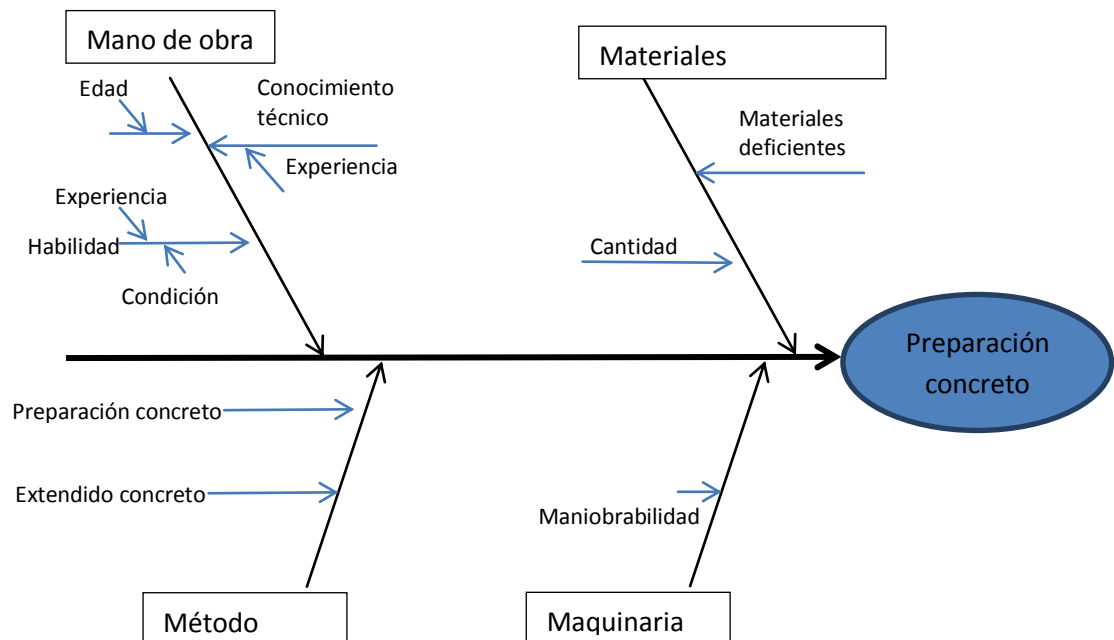 Mano de obra
Materiales
Edad
Conocimiento
técnico
Materiales
deficientes
Experiencia
Experiencia
Habilidad
Cantidad
Condición
Preparación
concreto
Preparación concreto
Extendido concreto
Maniobrabilidad
Método
Maquinaria